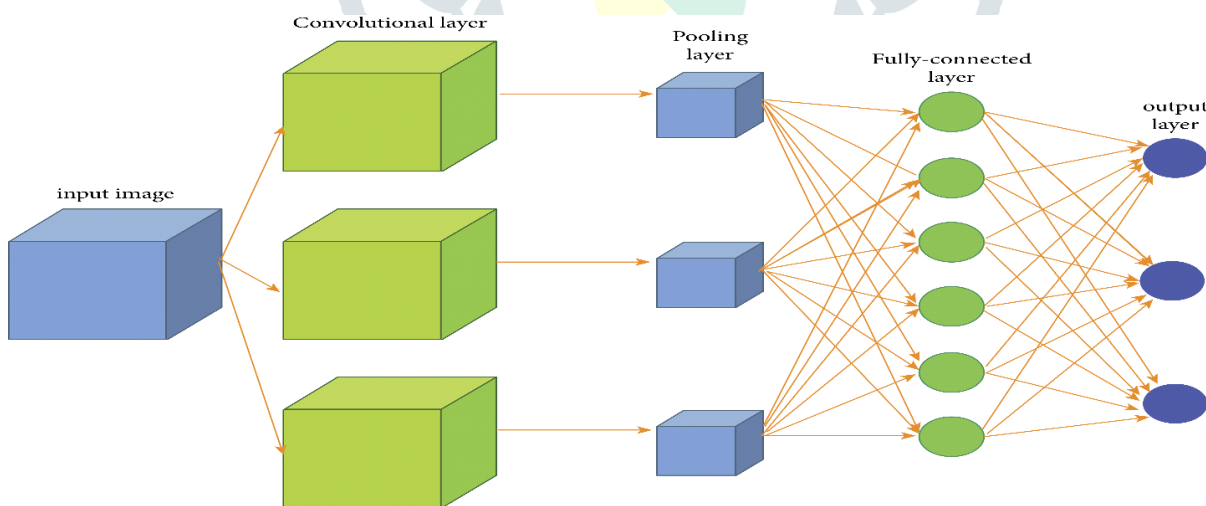 Convolutional layer
Pooling
layer
Fully-connected
layer
output
layer
input image